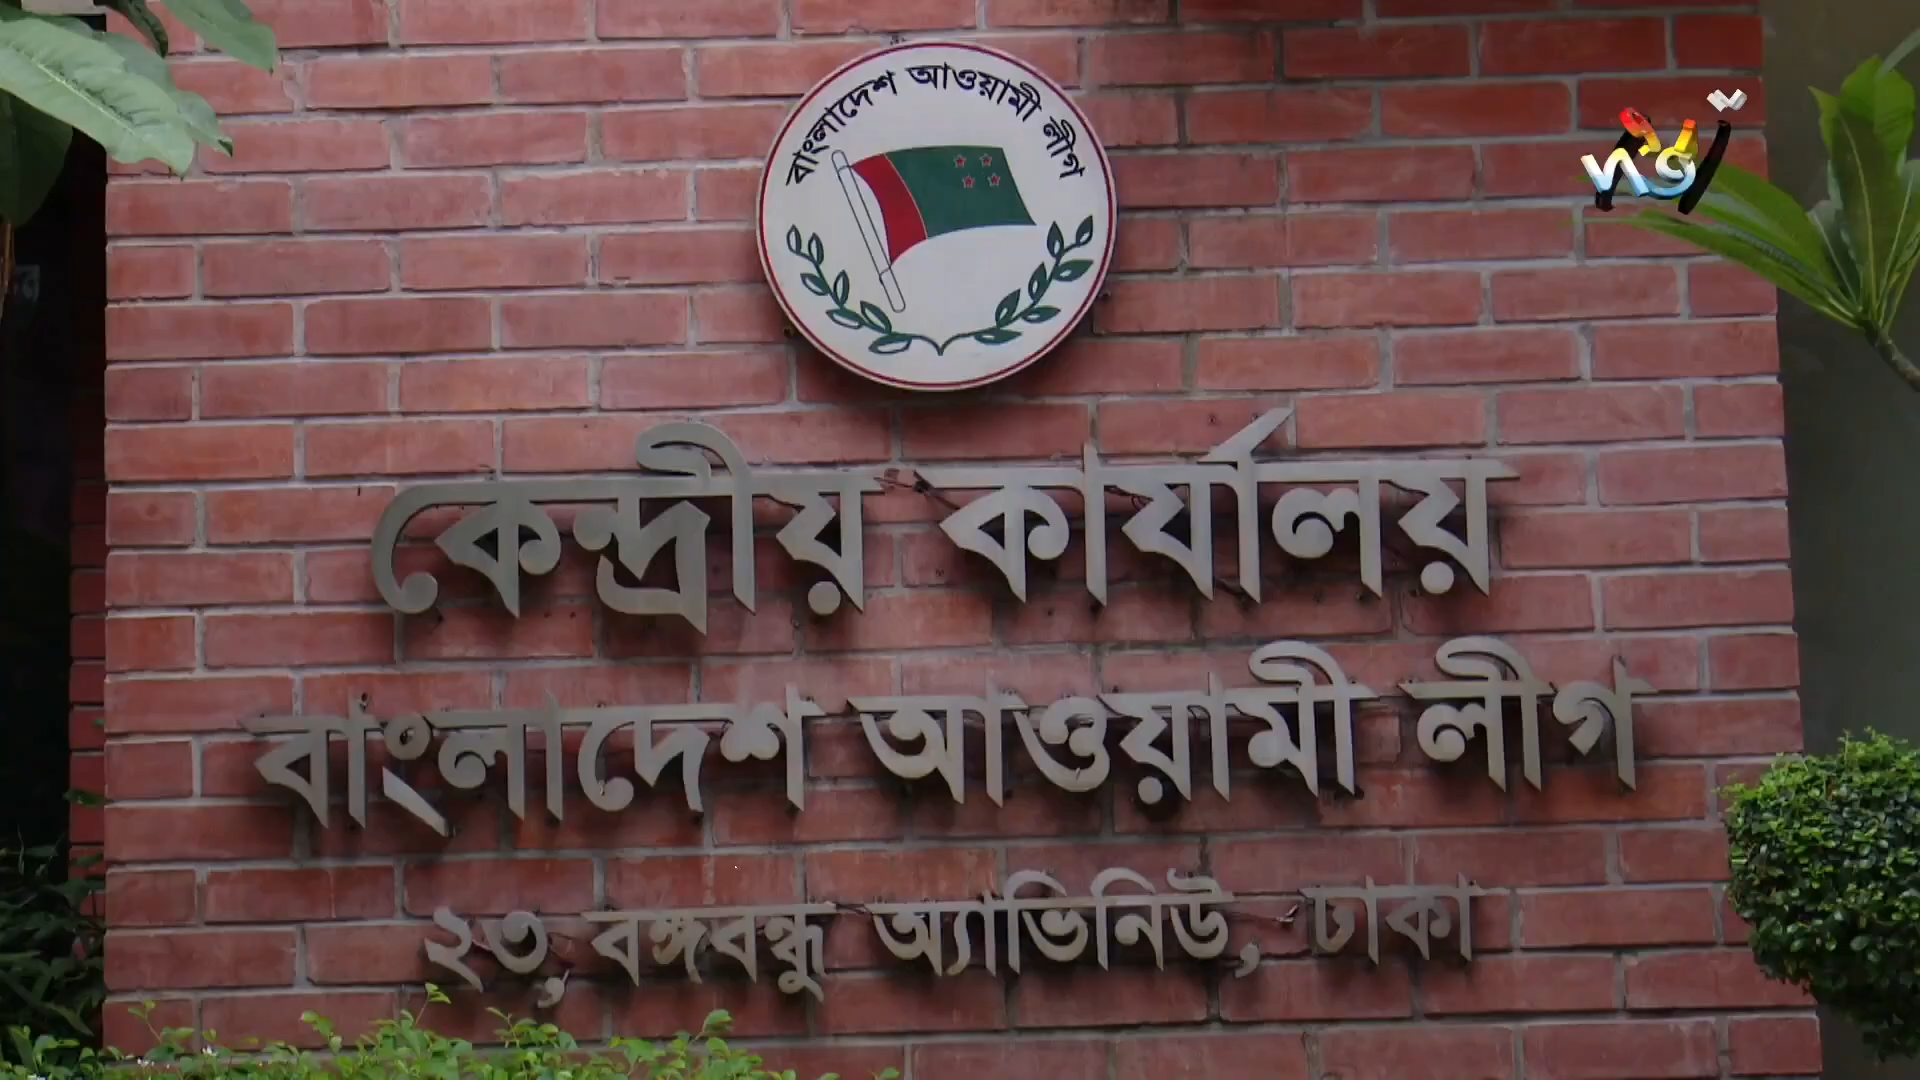 বাংলাদেশ আওয়ামী লীগ
কেন্দ্রীয় কার্যালয়
বাংলাদেশ আওয়ামী লীগ
২৩, বঙ্গবন্ধু অ্যাভিনিউ, ঢাকা